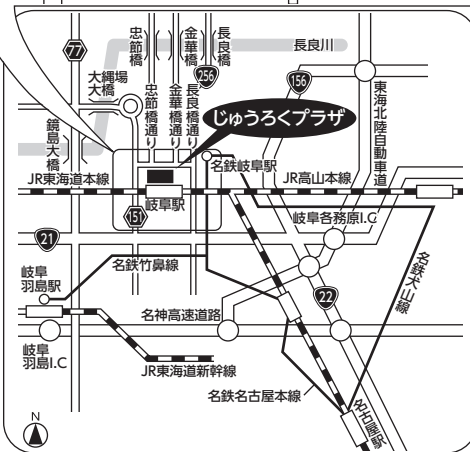 忠節橋
金華橋
長良橋
長良川
77
256
156
大縄場
大橋
鏡島大橋
忠節橋通り
金華橋通り
長良橋通り
じゅうろくプラザ
東海北陸自動車道
名鉄岐阜駅
JR東海道本線
岐阜駅
JR高山本線
151
岐阜各務原I.C
21
名鉄竹鼻線
22
名鉄犬山線
岐阜
羽島駅
名神高速道路
岐阜
羽島I.C
JR東海道新幹線
名鉄名古屋本線
名古屋駅
N